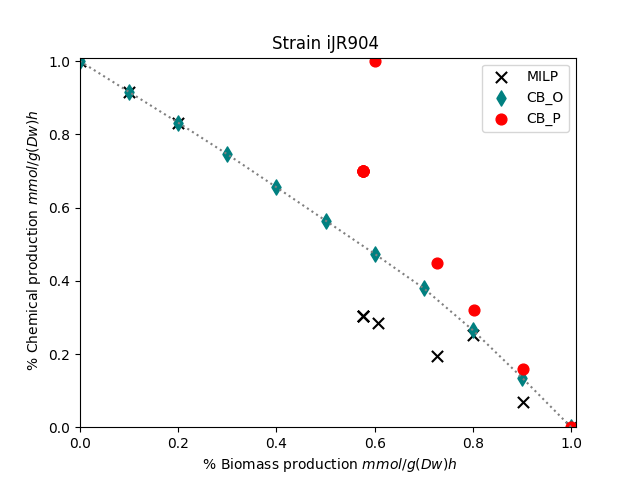 Strain iJR904
MILP
CB_O
CB_P
% Chemical production mmol/g(Dw)h
1.0
0.8
0.6
0.4
0.2
0.0
0.0 0.2 0.4 0.6 0.8 1.0
% Biomass production mmol/g(Dw)h